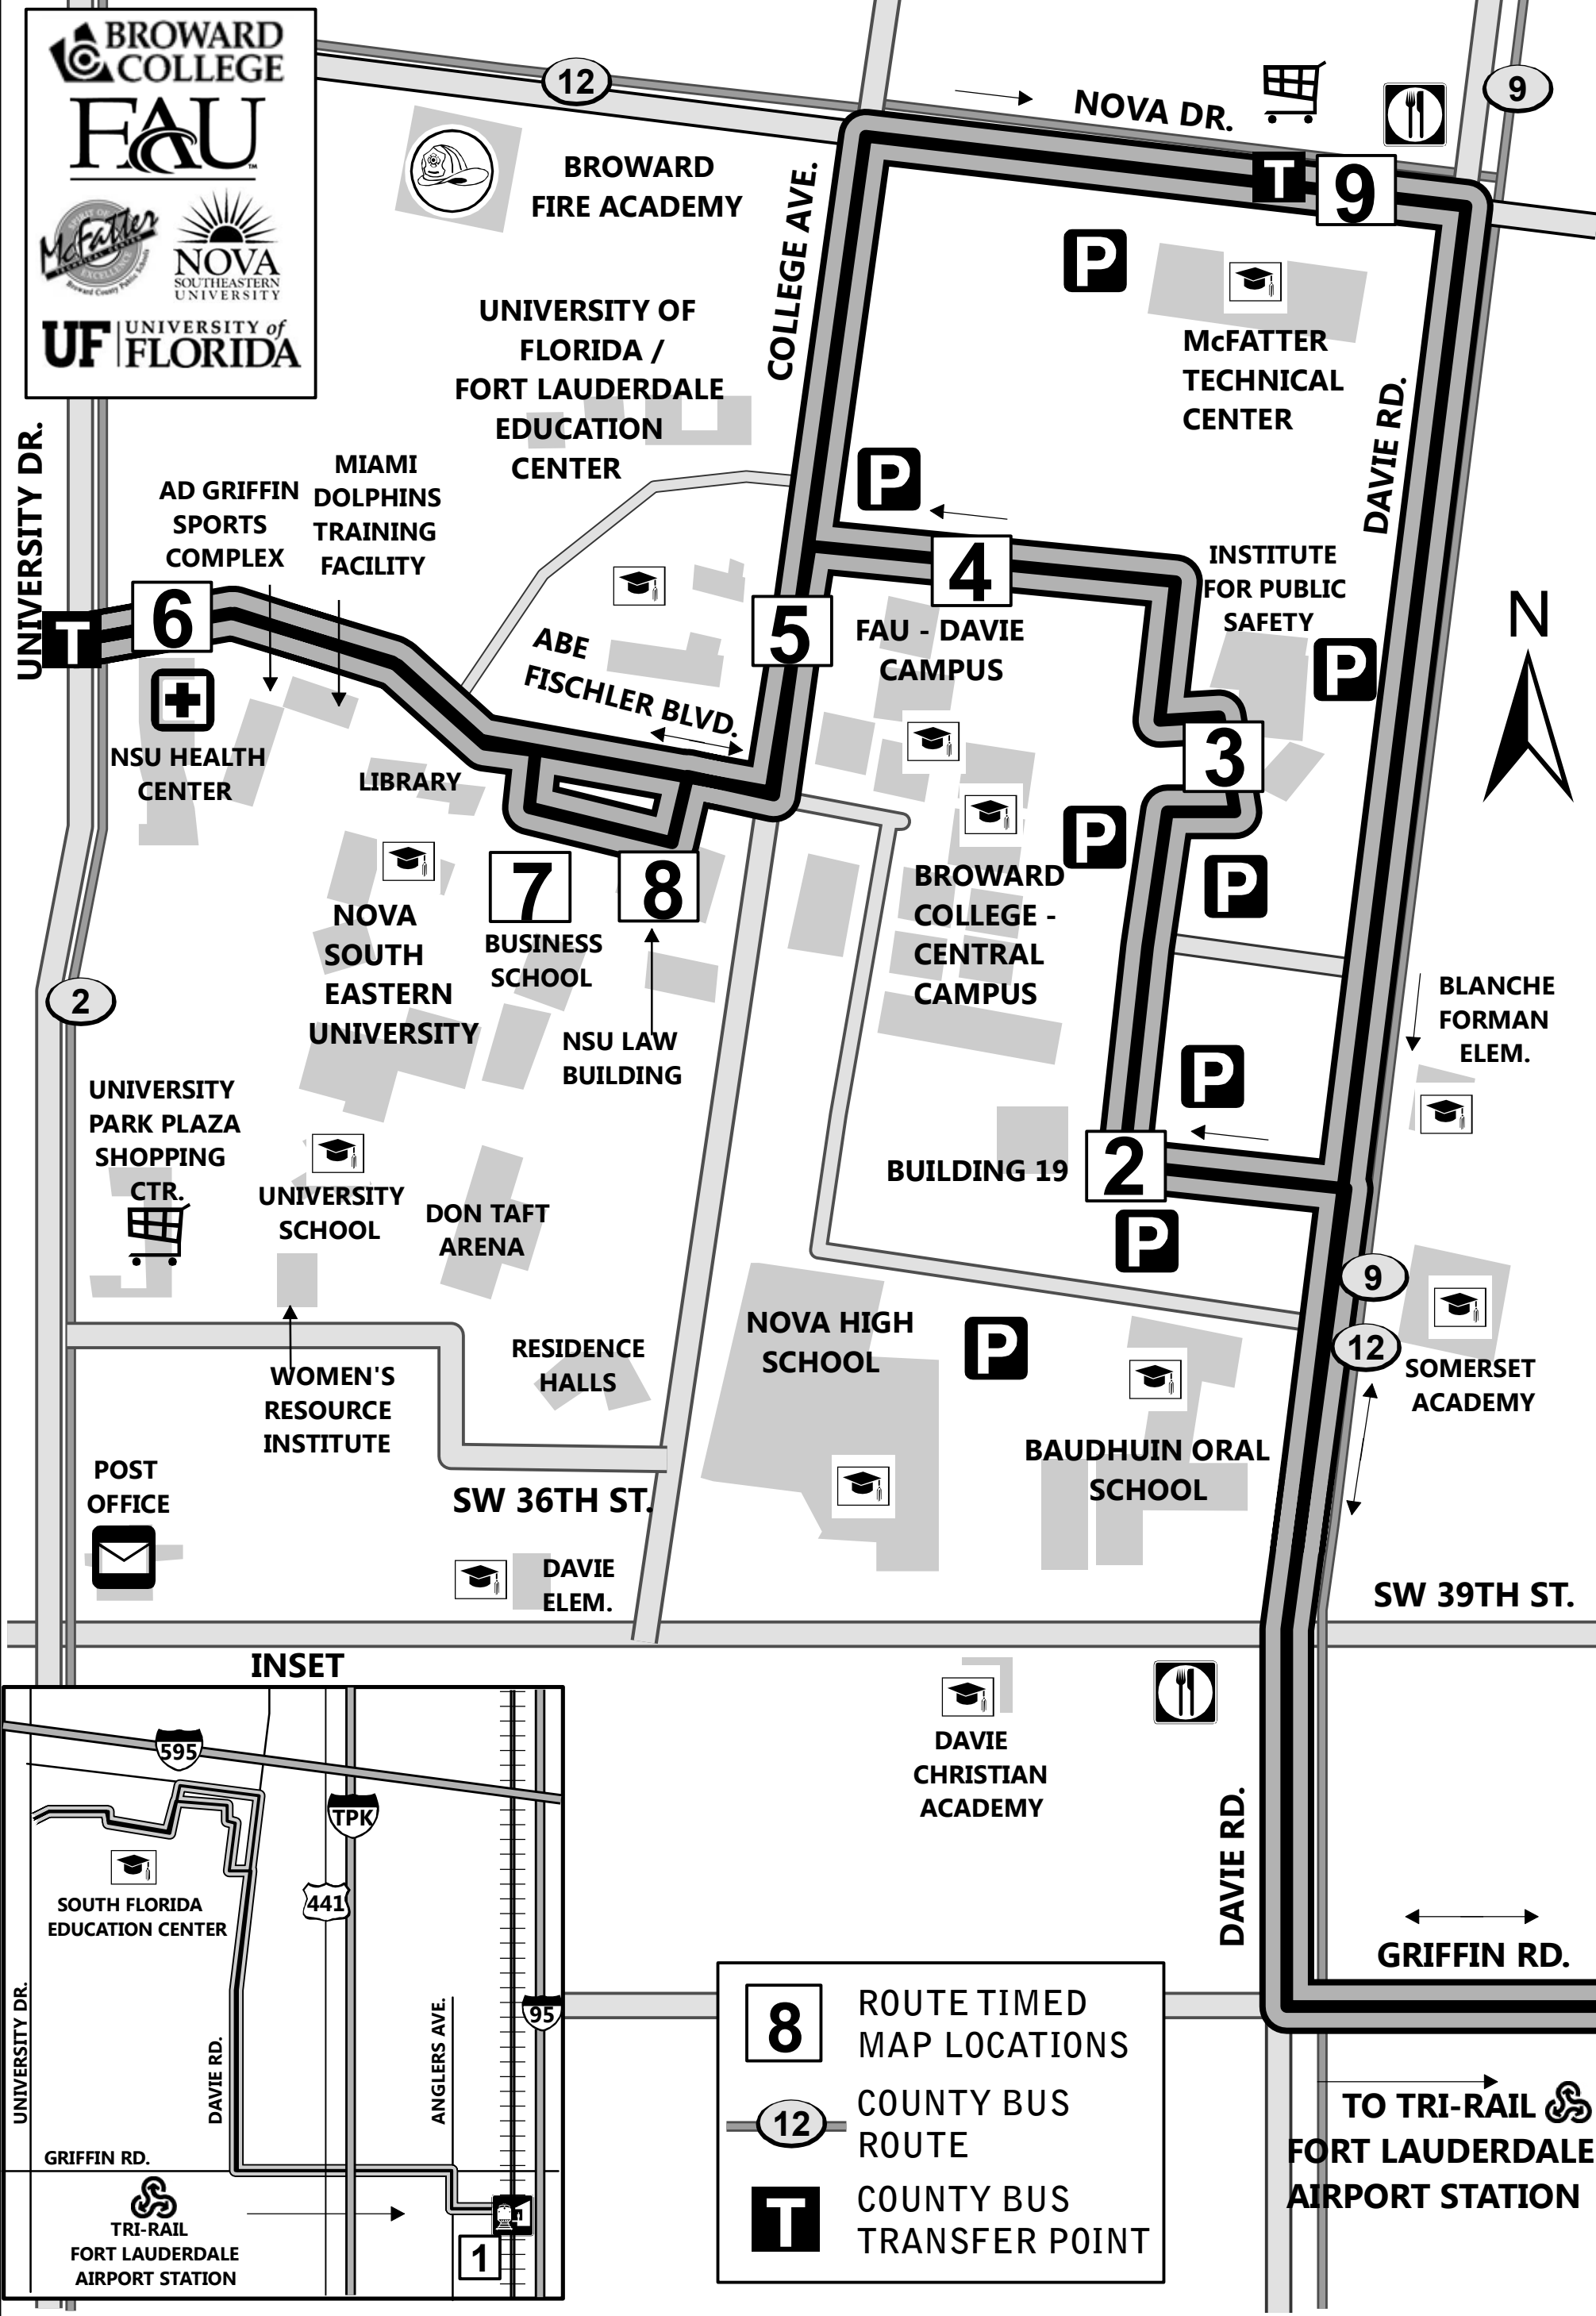 BROWARD
COLLEGE
FAU
McFatter
TECHNICAL CENTER
Broward County Public Schools
NOVA
SOUTHEASTERN
UNIVERSITY
UF UNIVERSITY of
FLORIDA
12
NOVA DR.
9
T
9
BROWARD
FIRE ACADEMY
COLLEGE AVE.
P
McFATTER
TECHNICAL
CENTER
DAVIE RD.
UNIVERSITY OF
FLORIDA /
FORT LAUDERDALE
EDUCATION
CENTER
UNIVERSITY DR.
AD GRIFFIN
SPORTS
COMPLEX
MIAMI
DOLPHINS
TRAINING
FACILITY
P
4
INSTITUTE
FOR PUBLIC
SAFETY
P
N
T
6
5
FAU - DAVIE
CAMPUS
ABE
FISCHLER BLVD.
3
NSU HEALTH
CENTER
LIBRARY
P
P
7
8
BROWARD
COLLEGE -
CENTRAL
CAMPUS
NOVA
SOUTH
EASTERN
UNIVERSITY
BUSINESS
SCHOOL
NSU LAW
BUILDING
2
BLANCHE
FORMAN
ELEM.
UNIVERSITY
PARK PLAZA
SHOPPING
CTR.
P
BUILDING 19
2
P
UNIVERSITY
SCHOOL
DON TAFT
ARENA
9
12
SOMERSET
ACADEMY
NOVA HIGH
SCHOOL
P
RESIDENCE
HALLS
WOMEN'S
RESOURCE
INSTITUTE
BAUDHUIN ORAL
SCHOOL
POST
OFFICE
SW 36TH ST.
DAVIE
ELEM.
SW 39TH ST.
DAVIE
CHRISTIAN
ACADEMY
DAVIE RD.
GRIFFIN RD.
TO TRI-RAIL
FORT LAUDERDALE
AIRPORT STATION
INSET
595
TPK
441
SOUTH FLORIDA
EDUCATION CENTER
UNIVERSITY DR.
DAVIE RD.
ANGLERS AVE.
95
GRIFFIN RD.
TRI-RAIL
FORT LAUDERDALE
AIRPORT STATION
1
8
ROUTE TIMED
MAP LOCATIONS
12
COUNTY BUS
ROUTE
T
COUNTY BUS
TRANSFER POINT